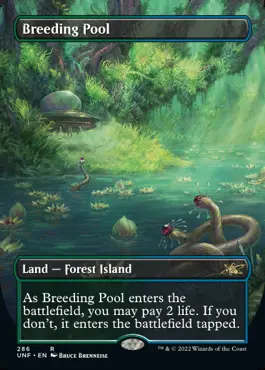 Breeding Pool
Land — Forest Island
As Breeding Pool enters the
battlefield, you may pay 2 life. If you
don't, it enters the battlefield tapped.
286 R
UNF • EN Bruce Brenneise
™ & © 2022 Wizards of the Coast